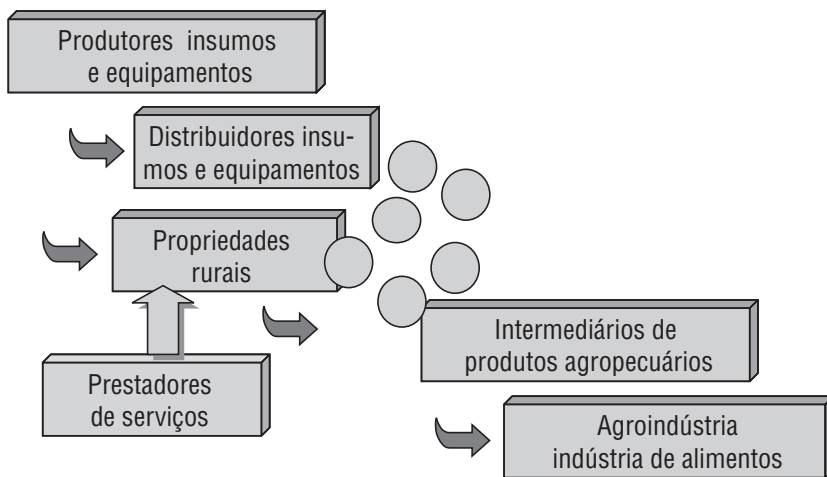 Produtores insumos
e equipamentos
Distribuidores insu-
mos e equipamentos
Propriedades
rurais
Prestadores
de serviços
Intermediários de
produtos agropecuários
Agroindústria
indústria de alimentos